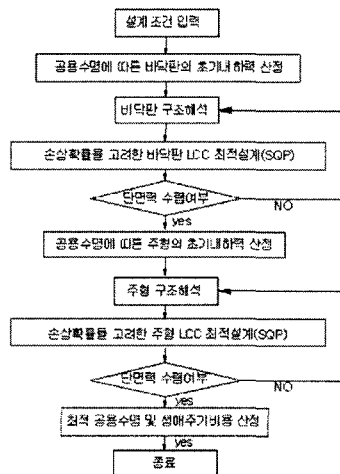 설계 조건 입력
공용수명에 따른 바닥판의 초기내하력 산정
바닥판 구조해석
손상확률을 고려한 바닥판 LCC 최적설계(SQP)
단면력 수렴여부
NO
yes
공용수명에 따른 주형의 초기내하력 산정
주형 구조해석
손상확률을 고려한 주형 LCC 최적설계(SQP)
단면력 수렴여부
NO
yes
최적 공용수명 및 생애주기비용 산정
yes
종료